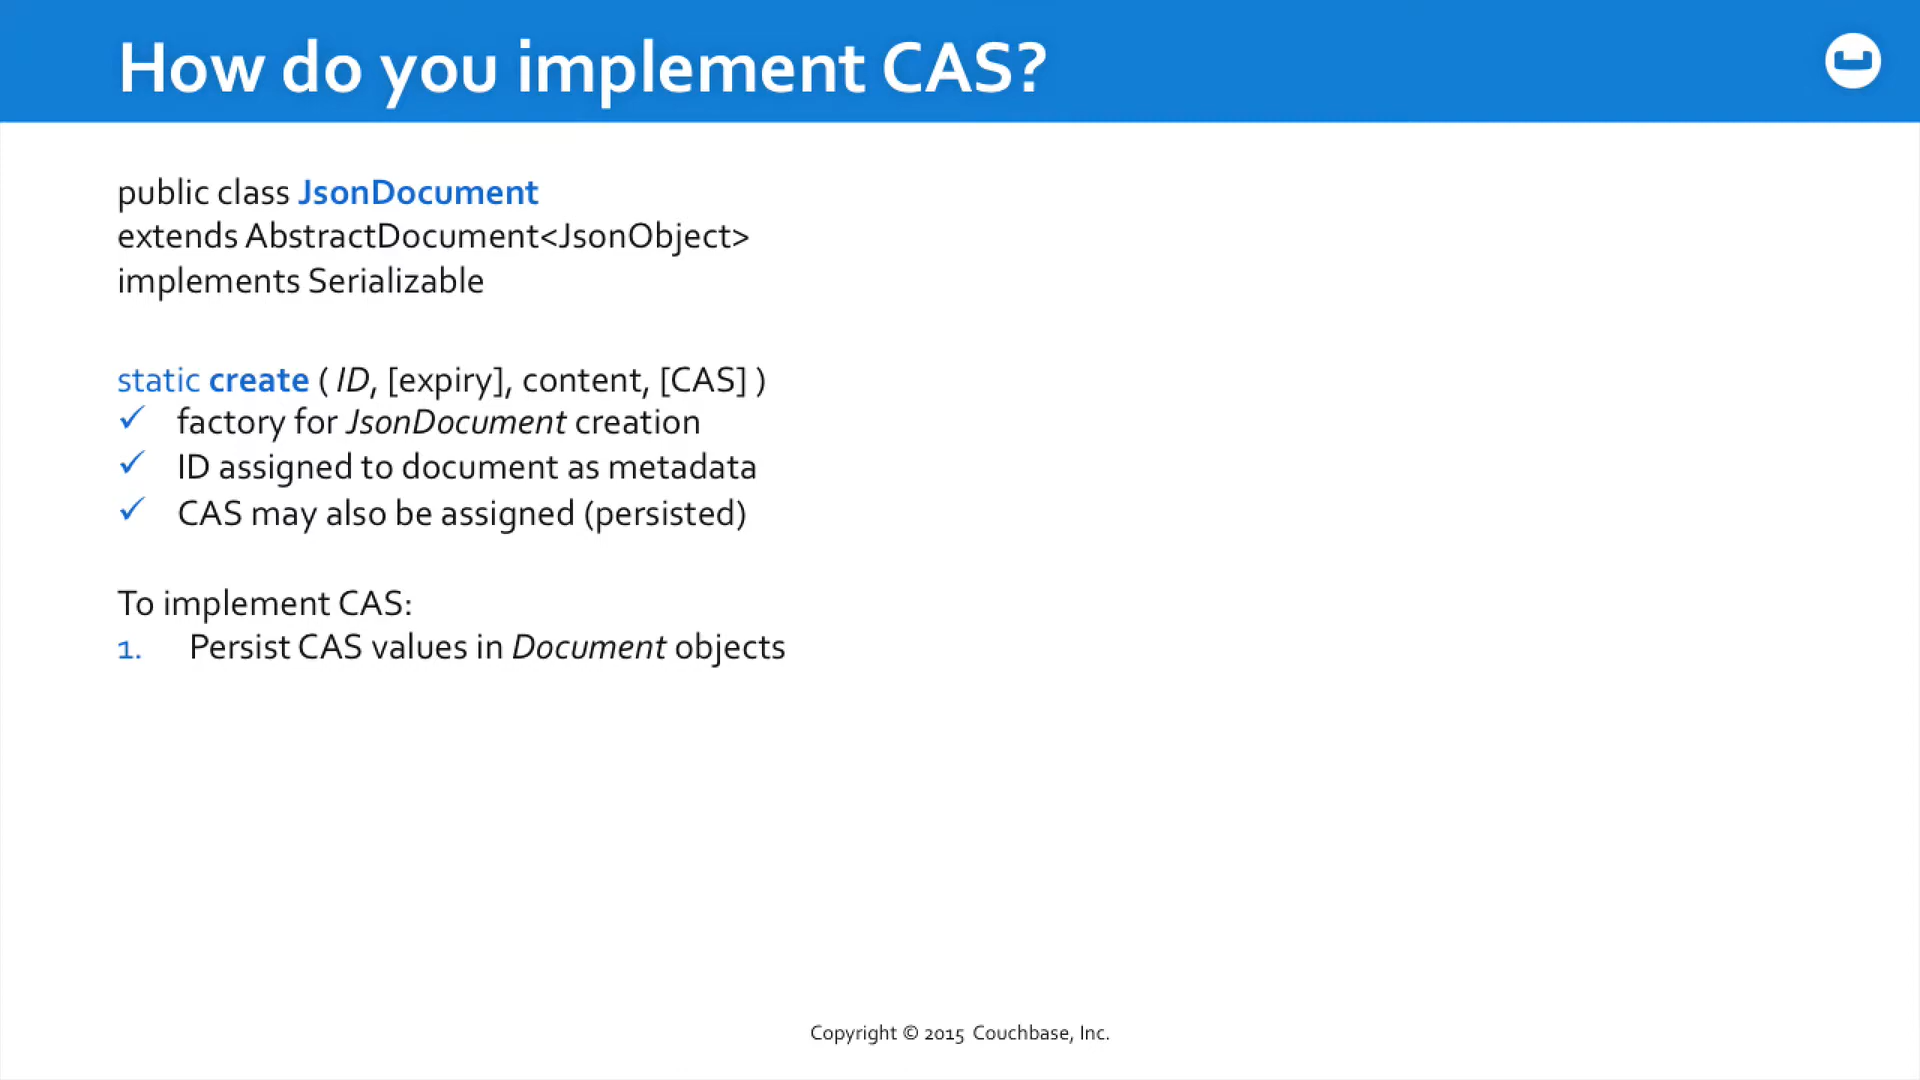 How do you implement CAS?
public class JsonDocument
extends AbstractDocument<JsonObject>
implements Serializable
static create ( ID, [expiry], content, [CAS] )
✓ factory for JsonDocument creation
✓ ID assigned to document as metadata
✓ CAS may also be assigned (persisted)
To implement CAS:
1. Persist CAS values in Document objects
Copyright © 2015 Couchbase, Inc.